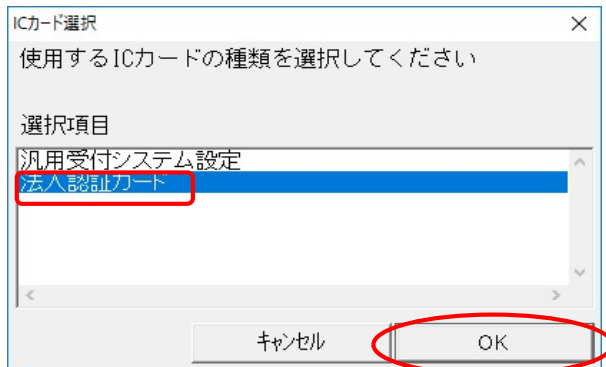 ICカード選択
使用するICカードの種類を選択してください
選択項目
汎用受付システム設定
法人認証カード
キャンセル
OK